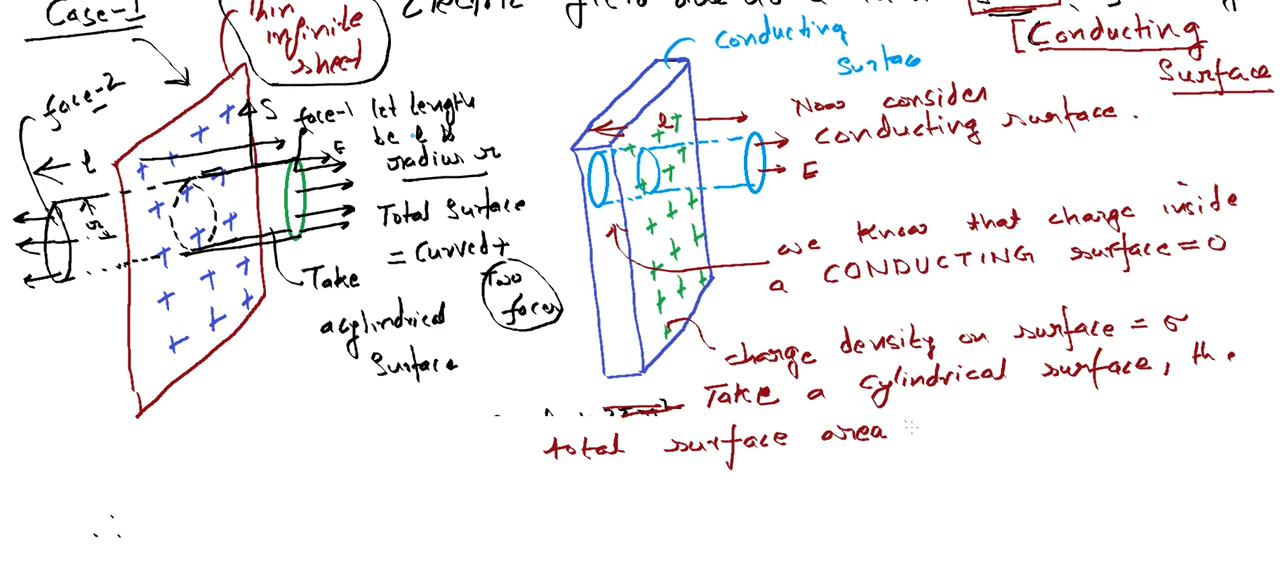 Case-1
Thin
infinite
sheet
[Conducting
Surface
face-2
l
S
face-1
E
let length
be l &
radius r
Total Surface
= Curved +
Two
faces
Take
a cylindrical
Surface
conducting
surface
l
E
Now consider
conducting surface.
we know that charge inside
a CONDUCTING surface = 0
charge density on surface = σ
Take a cylindrical surface, the
total surface area
∴